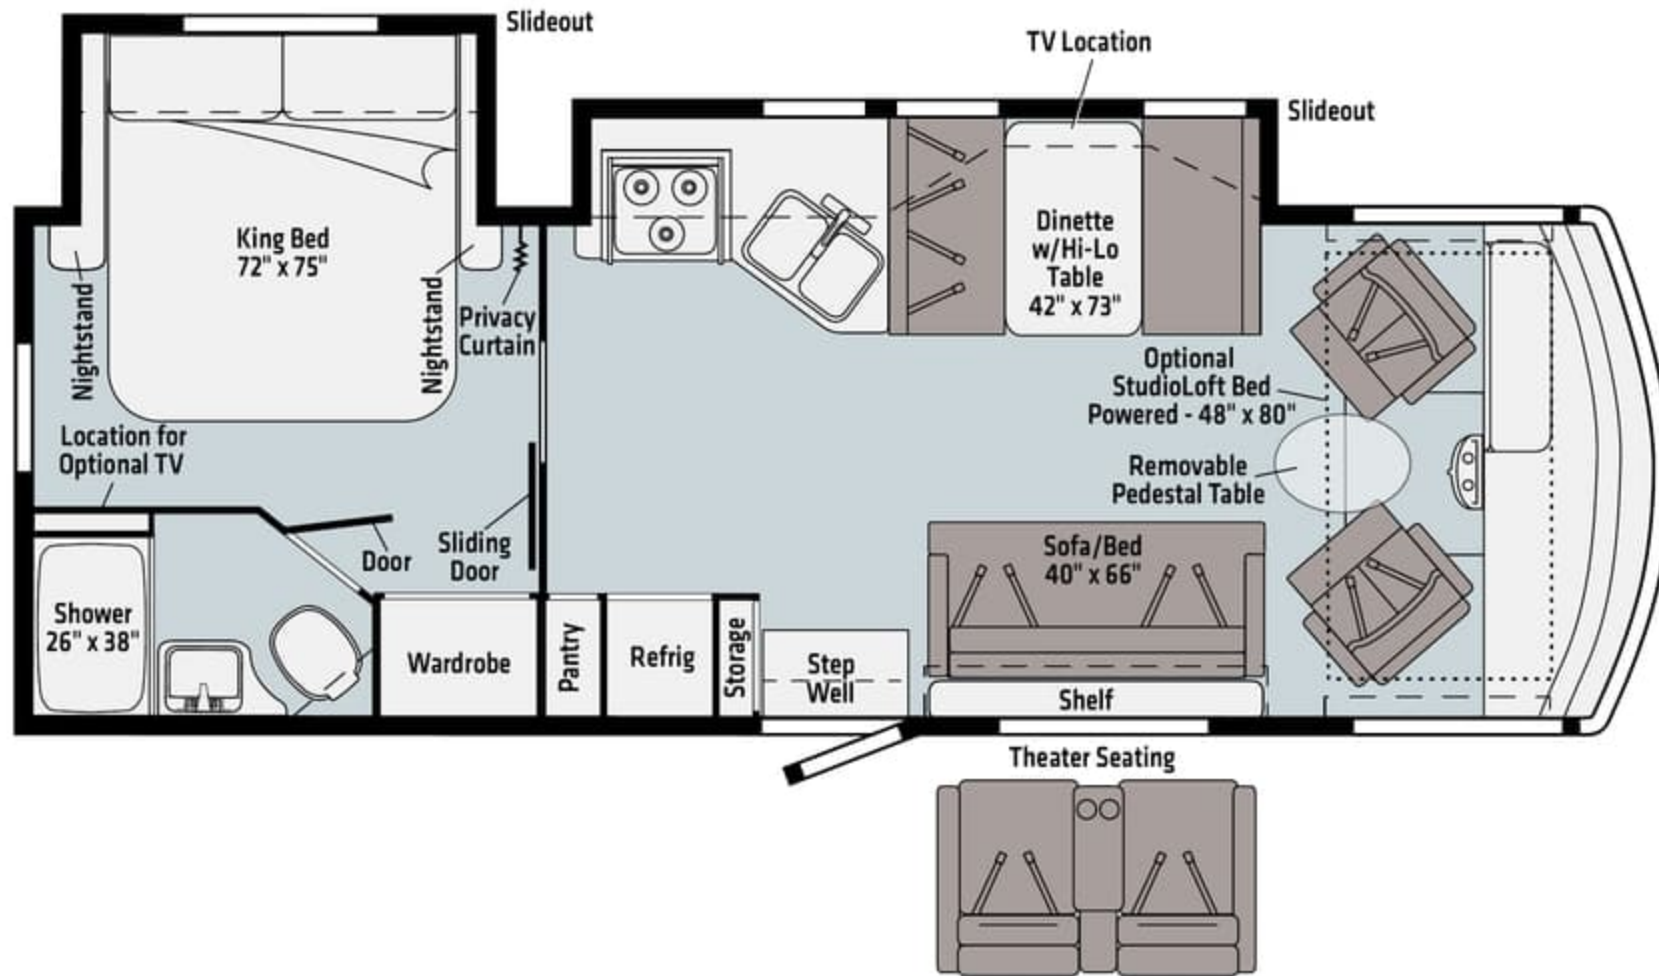 Slideout
TV Location
Slideout
King Bed
72" x 75"
Nightstand
Nightstand
Privacy
Curtain
Dinette
w/Hi-Lo
Table
42" x 73"
Optional
StudioLoft Bed
Powered - 48" x 80"
Removable
Pedestal Table
Location for
Optional TV
Door
Sliding
Door
Sofa/Bed
40" x 66"
Shower
26" x 38"
Wardrobe
Pantry
Refrig
Storage
Step
Well
Shelf
Theater Seating